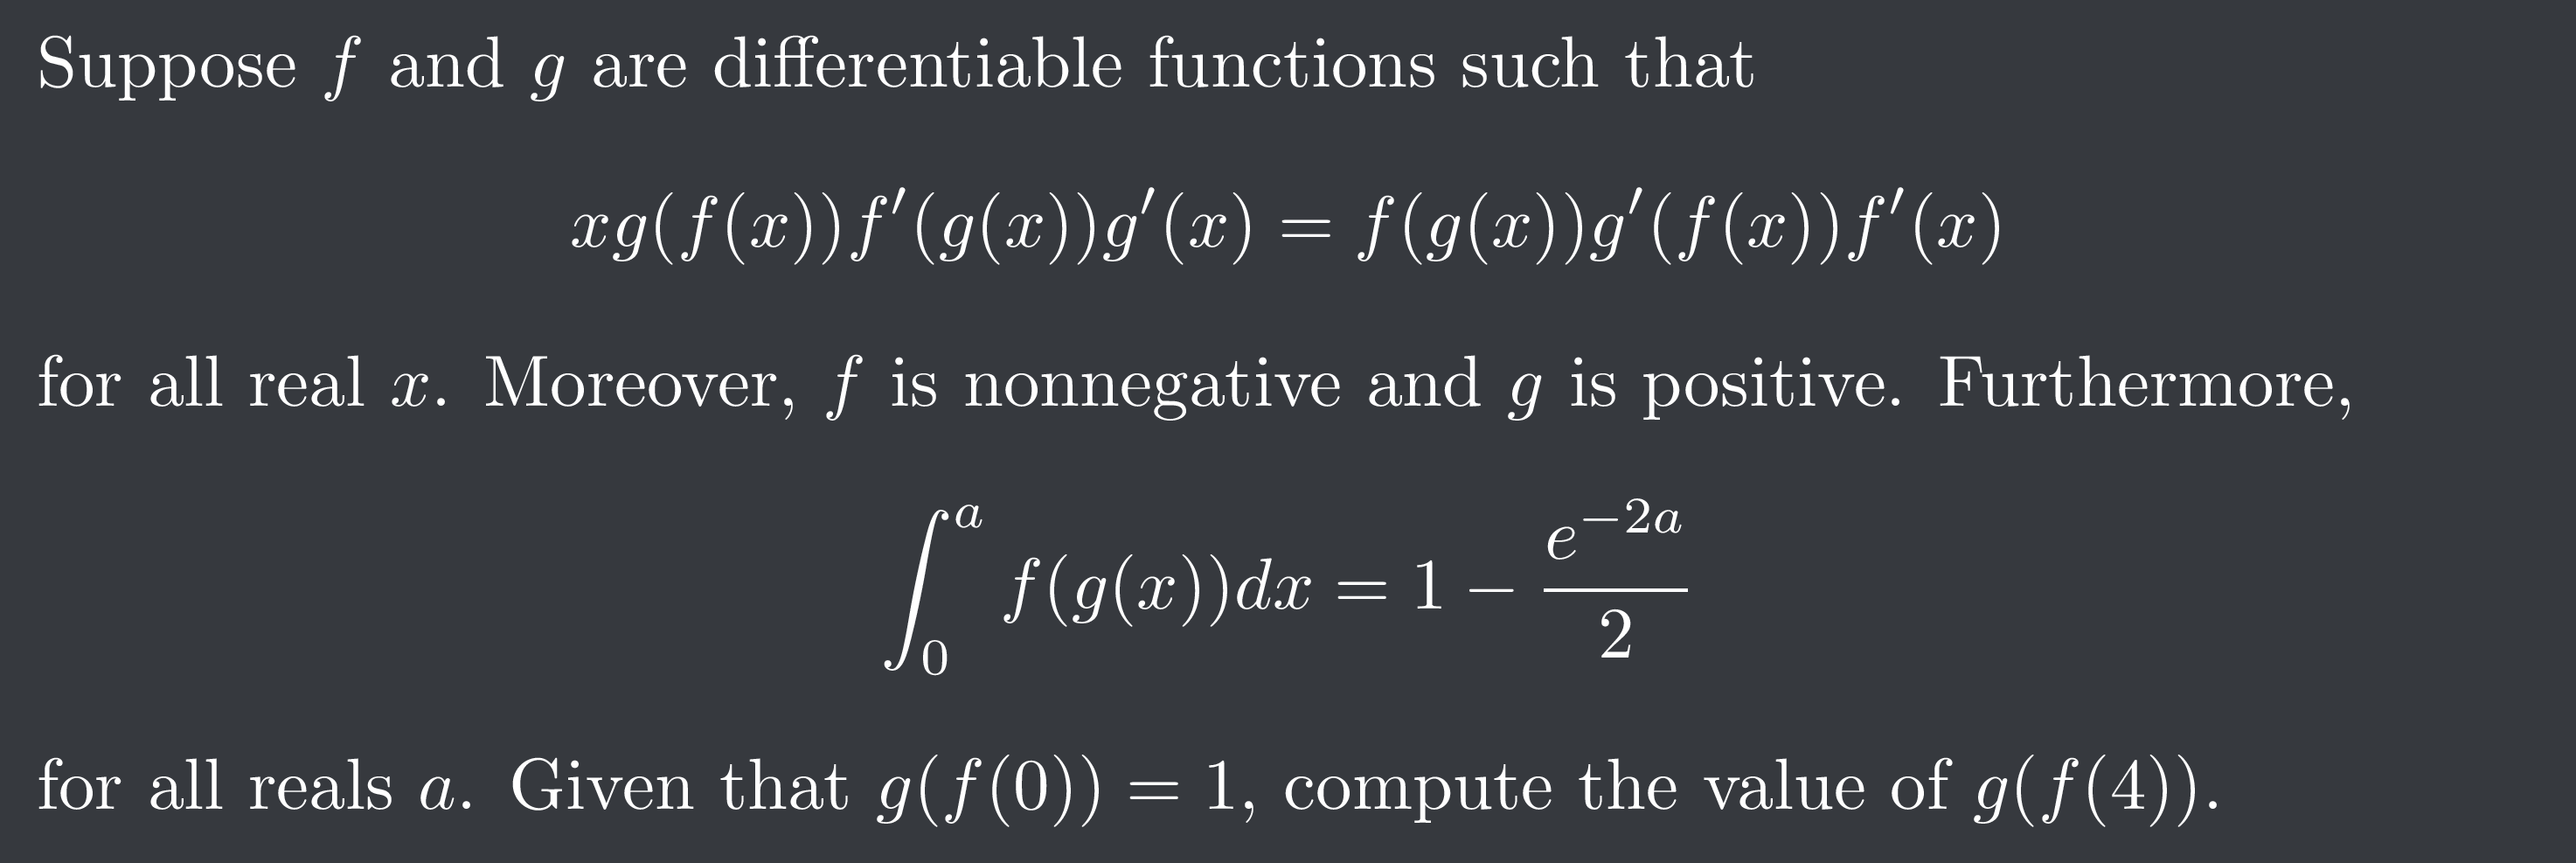 Suppose f and g are differentiable functions such that
xg(f(x))f′(g(x))g′(x) = f(g(x))g′(f(x))f′(x)
for all real x. Moreover, f is nonnegative and g is positive. Furthermore,
∫₀ᵃ f(g(x))dx = 1 − e^{−2a}/2
for all reals a. Given that g(f(0)) = 1, compute the value of g(f(4)).